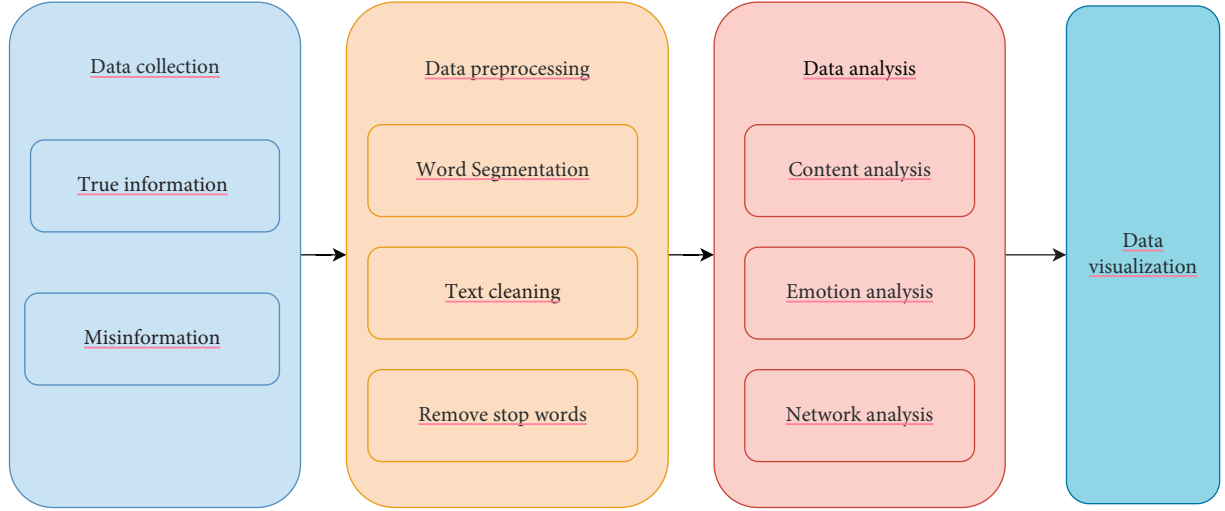 Data collection
True information
Misinformation
Data preprocessing
Word Segmentation
Text cleaning
Remove stop words
Data analysis
Content analysis
Emotion analysis
Network analysis
Data
visualization